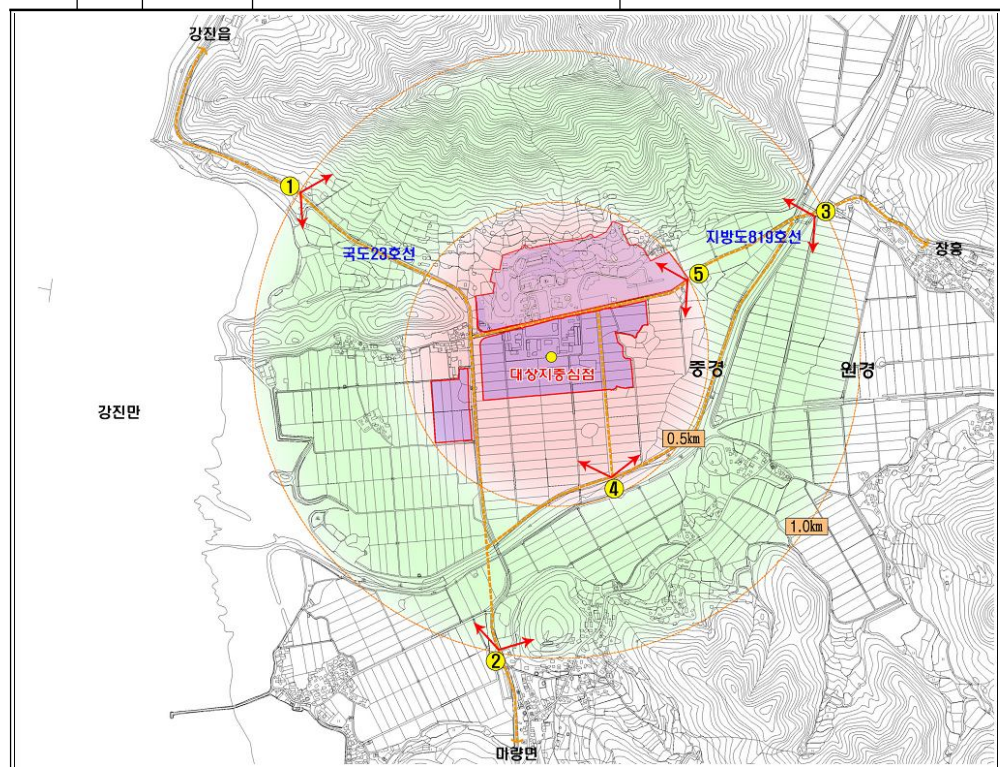 강진읍
①
③
국도23호선
지방도819호선
장흥
⑤
대상지중심점
중경
원경
강진만
0.5km
④
1.0km
②
마량면